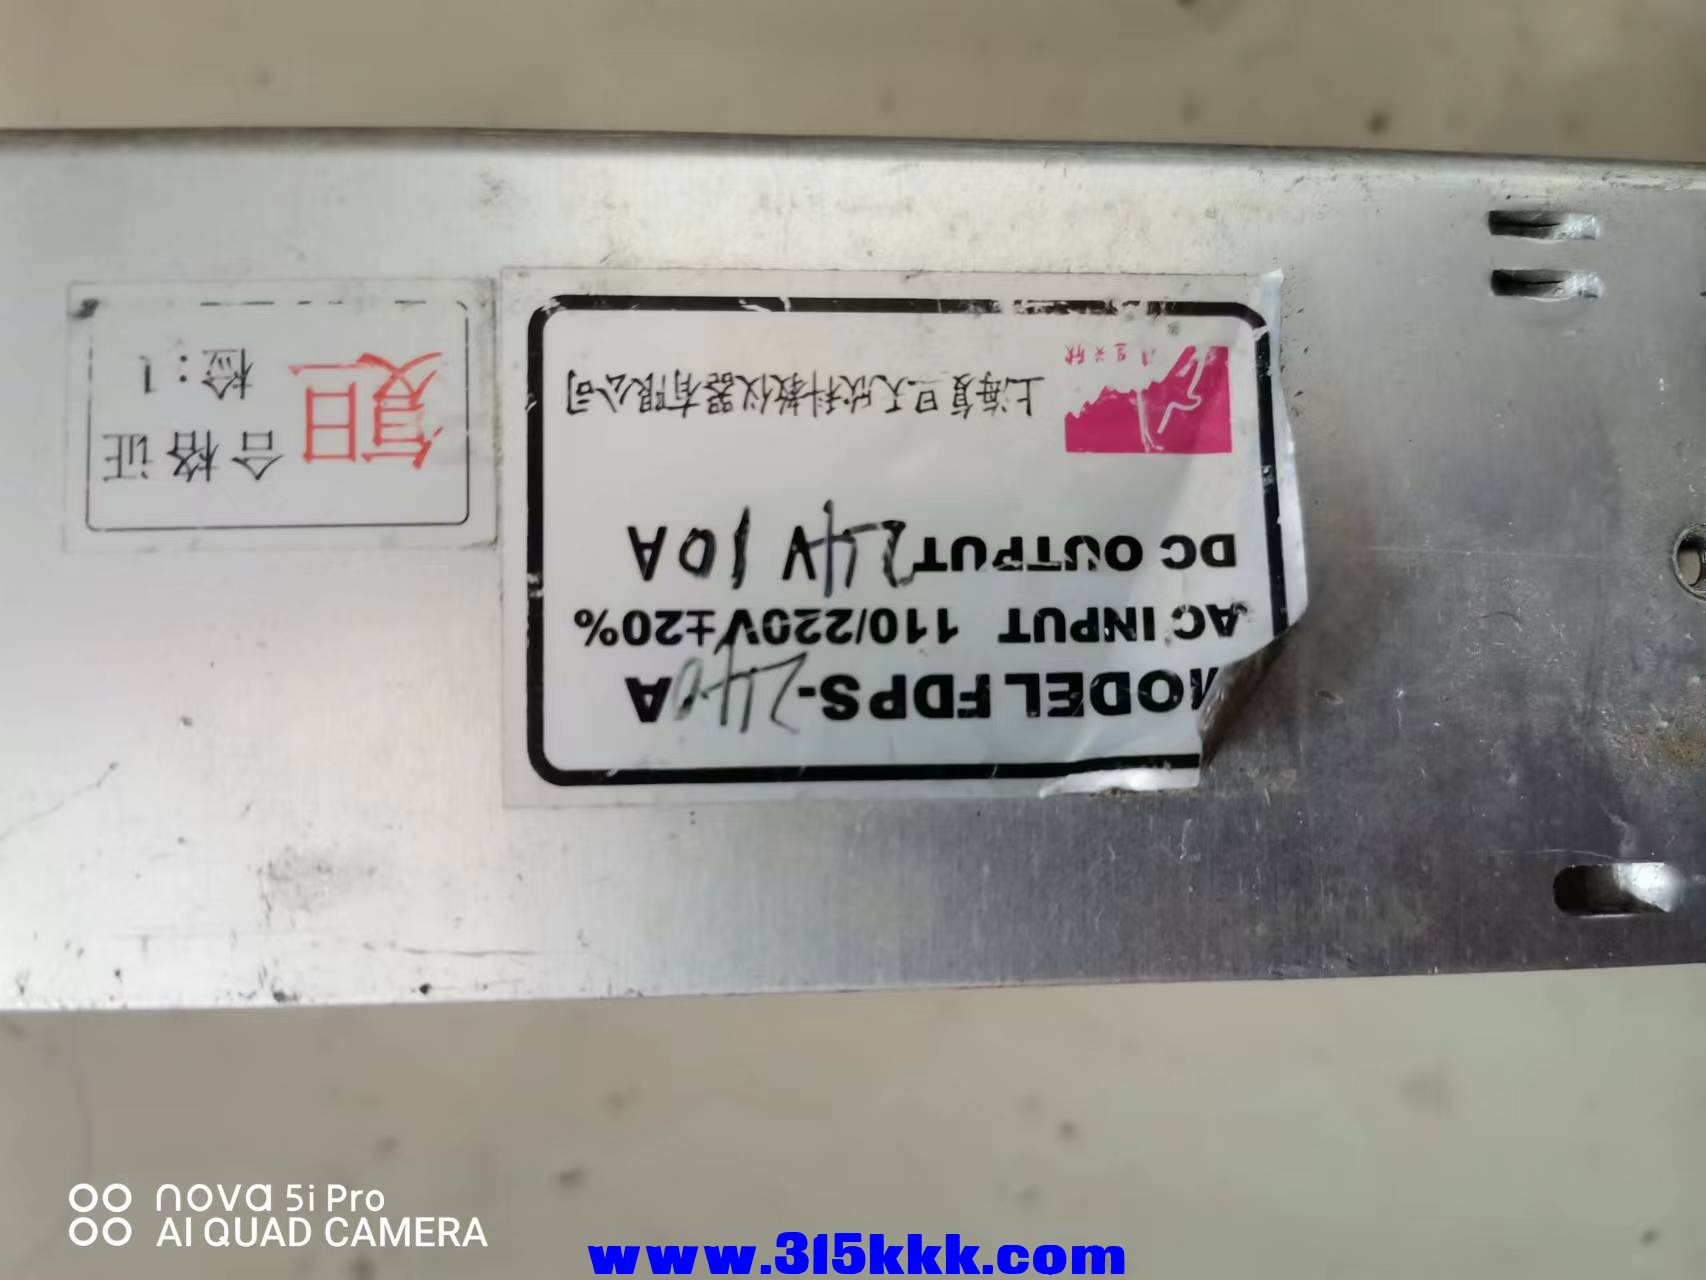 MODEL FDPS-240A
AC INPUT 110/220V±20%
DC OUTPUT 24V 10A
上海复旦天欣科教仪器有限公司
复旦
合格证
检:1
nova 5i Pro
AI QUAD CAMERA
www.315kkk.com